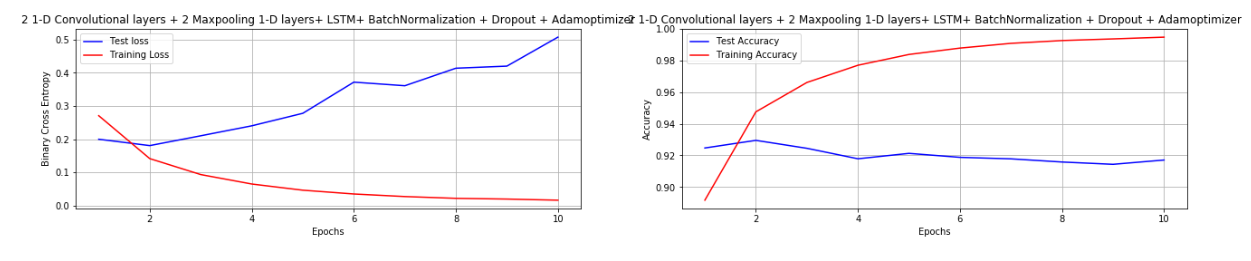 2 1-D Convolutional layers + 2 Maxpooling 1-D layers+ LSTM+ BatchNormalization + Dropout + Adamoptimizer
Test loss
Training Loss
Binary Cross Entropy
0.5
0.4
0.3
0.2
0.1
0.0
2
4
6
8
10
Epochs
2 1-D Convolutional layers + 2 Maxpooling 1-D layers+ LSTM+ BatchNormalization + Dropout + Adamoptimizer
Test Accuracy
Training Accuracy
Accuracy
1.00
0.98
0.96
0.94
0.92
0.90
2
4
6
8
10
Epochs